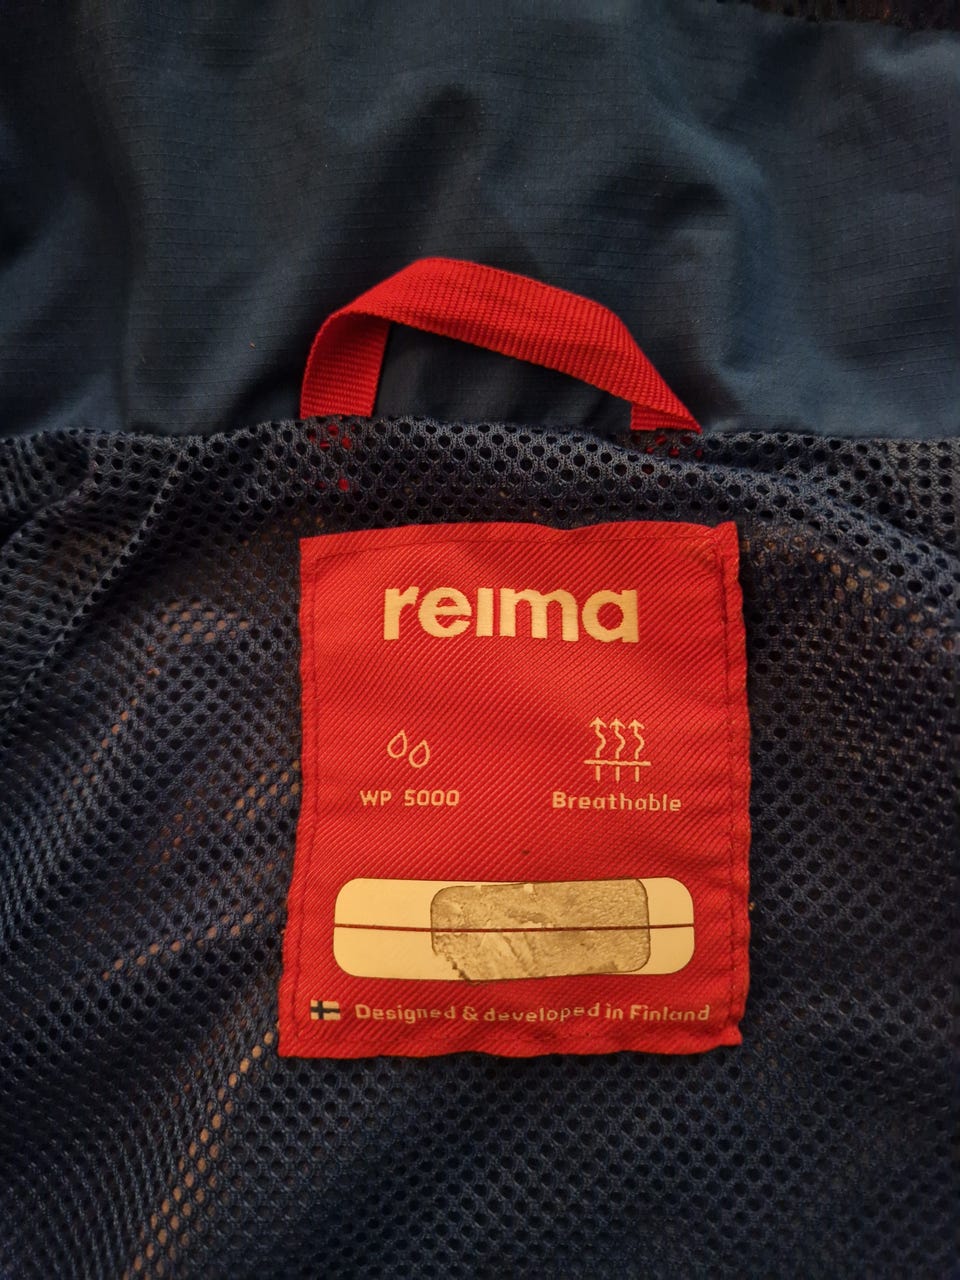 reima
WP 5000
Breathable
Designed & developed in Finland